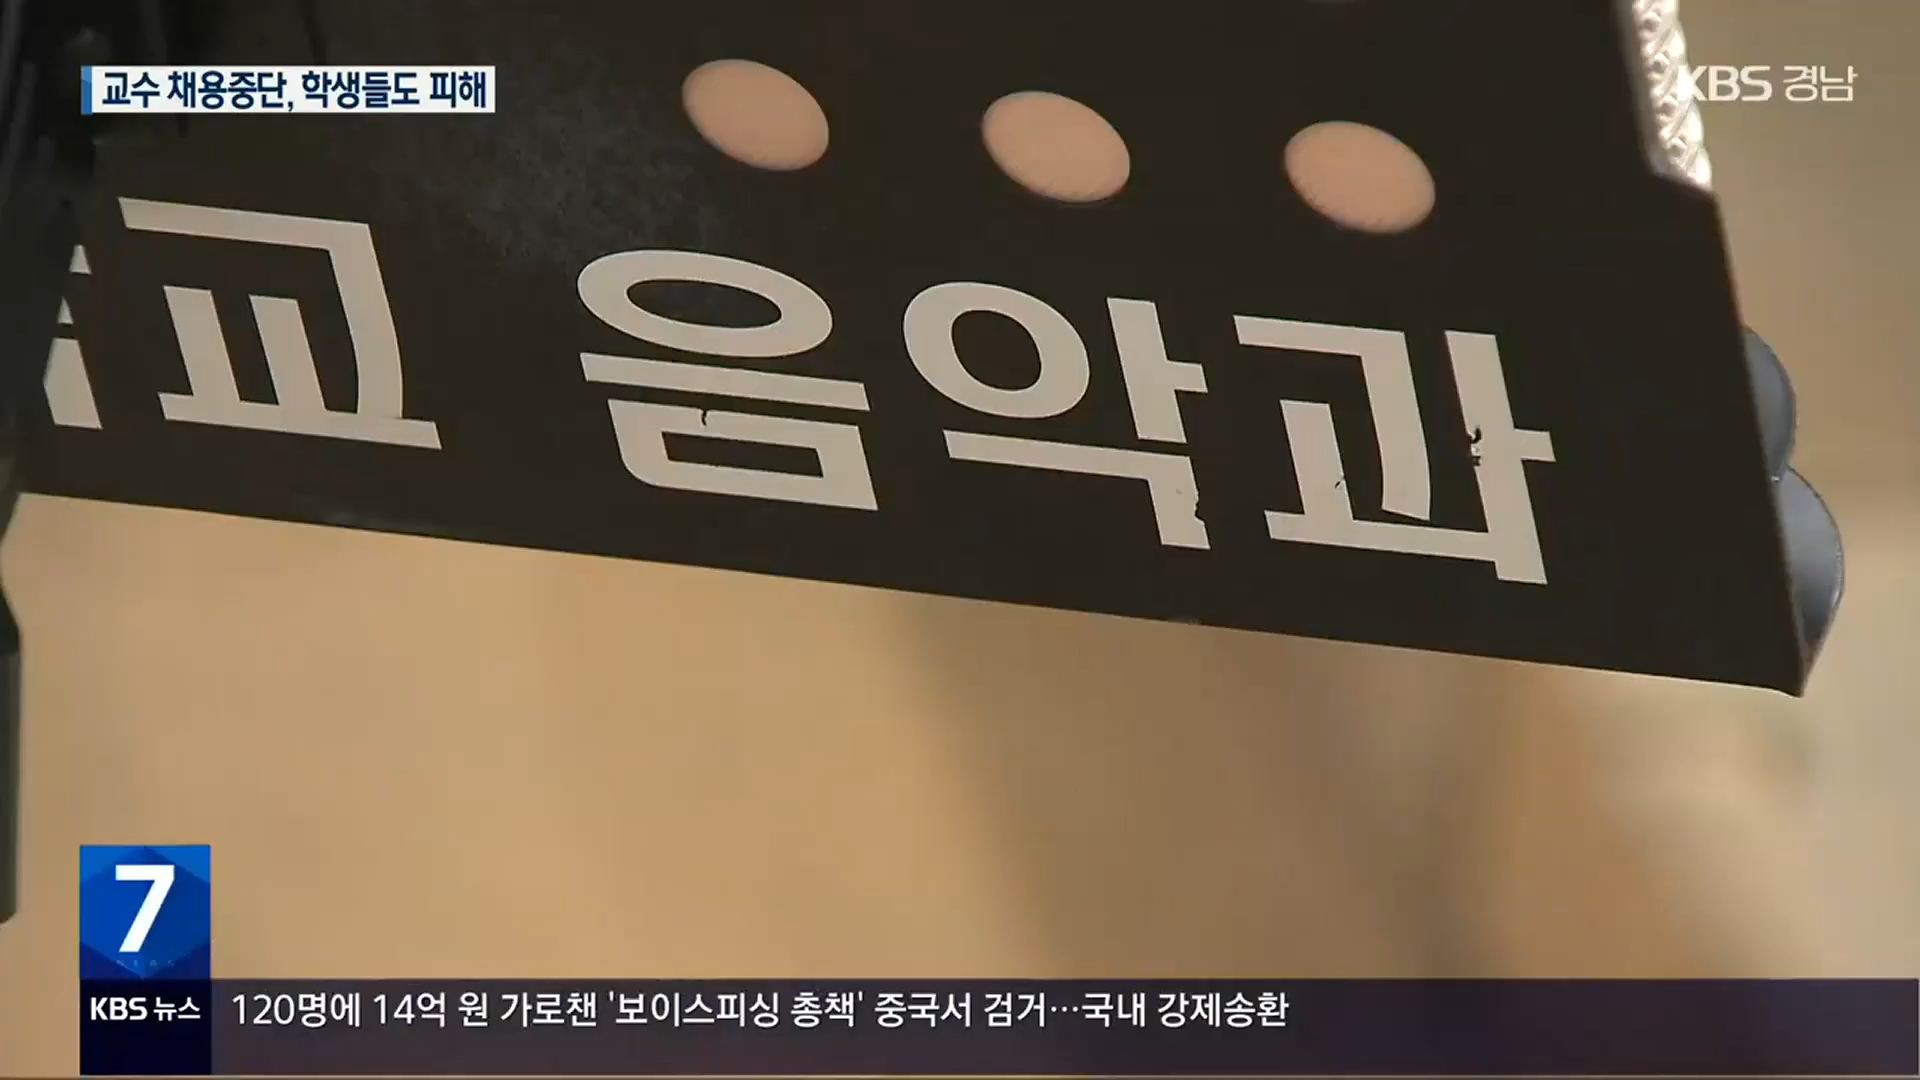 교수 채용중단, 학생들도 피해
KBS 경남
교 음악과
7
NEWS
KBS 뉴스
120명에 14억 원 가로챈 '보이스피싱 총책' 중국서 검거…국내 강제송환